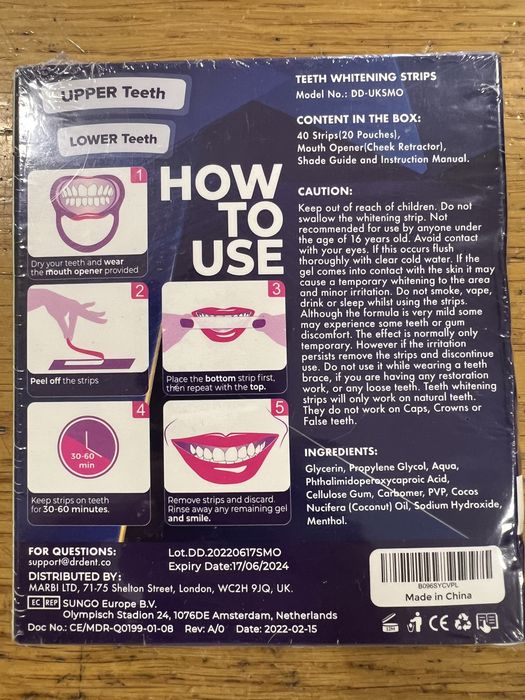 UPPER Teeth
LOWER Teeth
HOW
TO
USE
1
Dry your teeth and wear
the mouth opener provided
2
Peel off the strips
3
Place the bottom strip first,
then repeat with the top.
4
30-60
min
Keep strips on teeth
for 30-60 minutes.
5
Remove strips and discard.
Rinse away any remaining gel
and smile.
TEETH WHITENING STRIPS
Model No.: DD-UKSMO
CONTENT IN THE BOX:
40 Strips(20 Pouches),
Mouth Opener(Cheek Retractor),
Shade Guide and Instruction Manual.
CAUTION:
Keep out of reach of children. Do not
swallow the whitening strip. Not
recommended for use by anyone under
the age of 16 years old. Avoid contact
with your eyes. If this occurs flush
thoroughly with clear cold water. If the
gel comes into contact with the skin it may
cause a temporary whitening to the area
and minor irritation. Do not smoke, vape,
drink or sleep whilst using the strips.
Although the formula is very mild some
may experience some teeth or gum
discomfort. The effect is normally only
temporary. However if the irritation
persists remove the strips and discontinue
use. Do not use it while wearing a teeth
brace, if you are having any restoration
work, or any loose teeth. Teeth whitening
strips will only work on natural teeth.
They do not work on Caps, Crowns or
False teeth.
INGREDIENTS:
Glycerin, Propylene Glycol, Aqua,
Phthalimidoperoxycaproic Acid,
Cellulose Gum, Carbomer, PVP, Cocos
Nucifera (Coconut) Oil, Sodium Hydroxide,
Menthol.
FOR QUESTIONS:
support@drdent.co
Lot.DD.20220617SMO
Expiry Date:17/06/2024
DISTRIBUTED BY:
MARBI LTD, 71-75 Shelton Street, London, WC2H 9JQ, UK.
EC REP SUNGO Europe B.V.
Olympisch Stadion 24, 1076DE Amsterdam, Netherlands
Doc No.: CE/MDR-Q0199-01-08 Rev: A/0 Date: 2022-02-15
B096SYCVPL
Made in China
CE